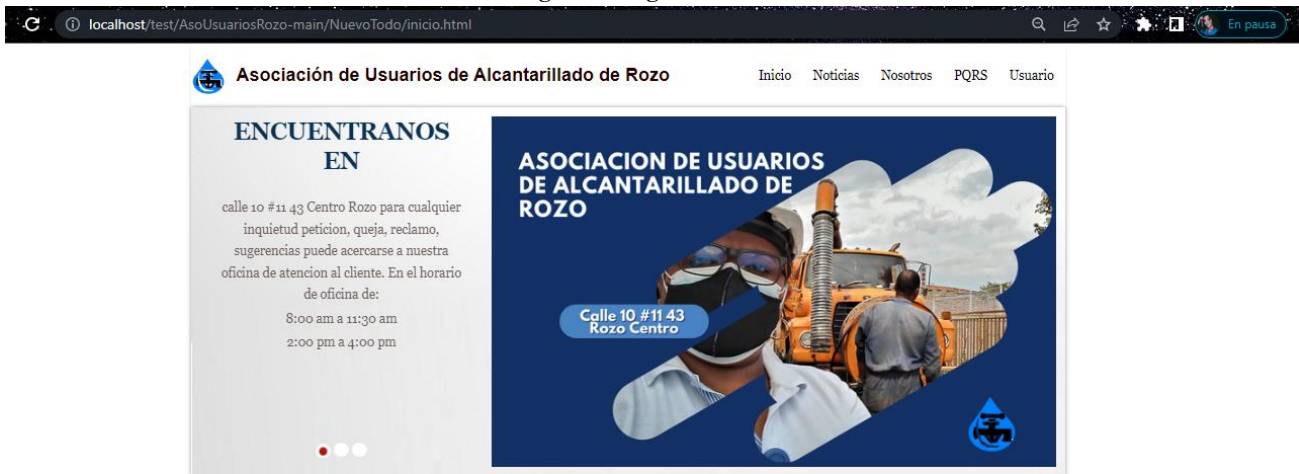 localhost/test/AsoUsuariosRozo-main/NuevoTodo/inicio.html
En pausa
Asociación de Usuarios de Alcantarillado de Rozo
Inicio Noticias Nosotros PQRS Usuario
ENCUENTRANOS
EN
calle 10 #11 43 Centro Rozo para cualquier
inquietud peticion, queja, reclamo,
sugerencias puede acercarse a nuestra
oficina de atencion al cliente. En el horario
de oficina de:
8:00 am a 11:30 am
2:00 pm a 4:00 pm
ASOCIACION DE USUARIOS
DE ALCANTARILLADO DE
ROZO
Calle 10 #11 43
Rozo Centro